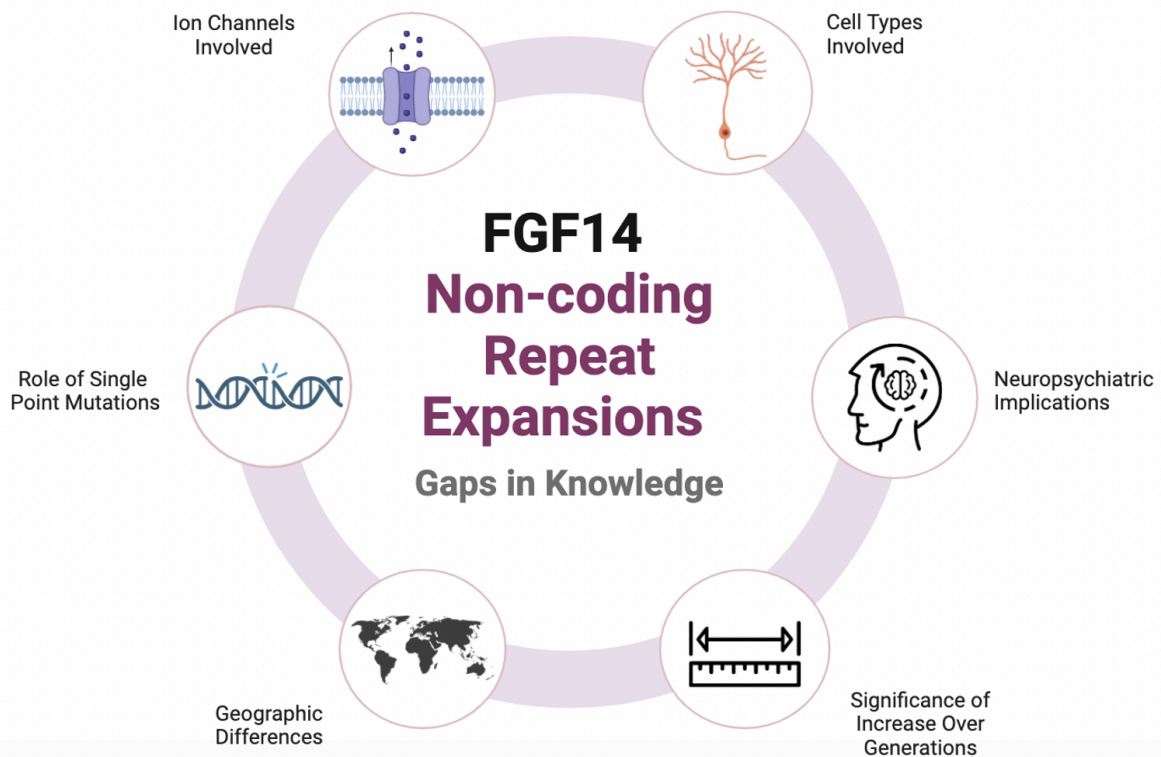 Ion Channels
Involved
Cell Types
Involved
FGF14
Non-coding
Repeat
Expansions
Gaps in Knowledge
Role of Single
Point Mutations
Neuropsychiatric
Implications
Geographic
Differences
Significance of
Increase Over
Generations